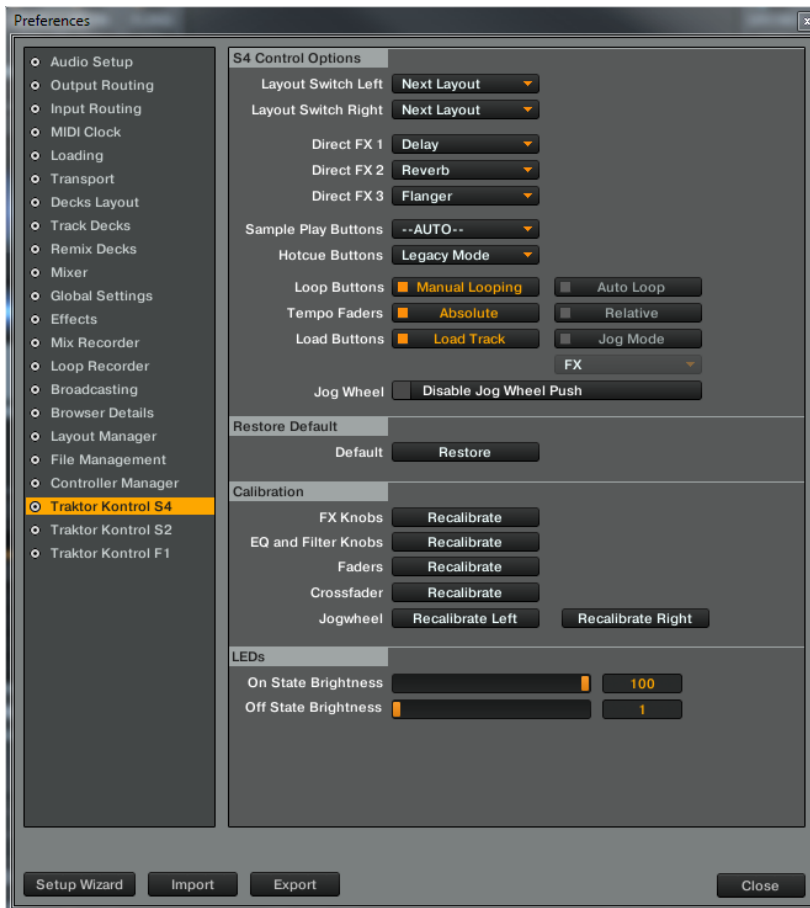 Preferences
Audio Setup
Output Routing
Input Routing
MIDI Clock
Loading
Transport
Decks Layout
Track Decks
Remix Decks
Mixer
Global Settings
Effects
Mix Recorder
Loop Recorder
Broadcasting
Browser Details
Layout Manager
File Management
Controller Manager
Traktor Kontrol S4
Traktor Kontrol S2
Traktor Kontrol F1
S4 Control Options
Layout Switch Left Next Layout
Layout Switch Right Next Layout
Direct FX 1 Delay
Direct FX 2 Reverb
Direct FX 3 Flanger
Sample Play Buttons --AUTO--
Hotcue Buttons Legacy Mode
Loop Buttons Manual Looping Auto Loop
Tempo Faders Absolute Relative
Load Buttons Load Track Jog Mode
FX
Jog Wheel Disable Jog Wheel Push
Restore Default
Default Restore
Calibration
FX Knobs Recalibrate
EQ and Filter Knobs Recalibrate
Faders Recalibrate
Crossfader Recalibrate
Jogwheel Recalibrate Left Recalibrate Right
LEDs
On State Brightness 100
Off State Brightness 1
Setup Wizard Import Export Close